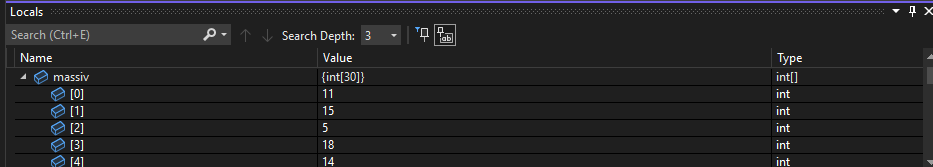 Locals
Search (Ctrl+E) Search Depth: 3
Name Value Type
massiv {int[30]} int[]
[0] 11 int
[1] 15 int
[2] 5 int
[3] 18 int
[4] 14 int